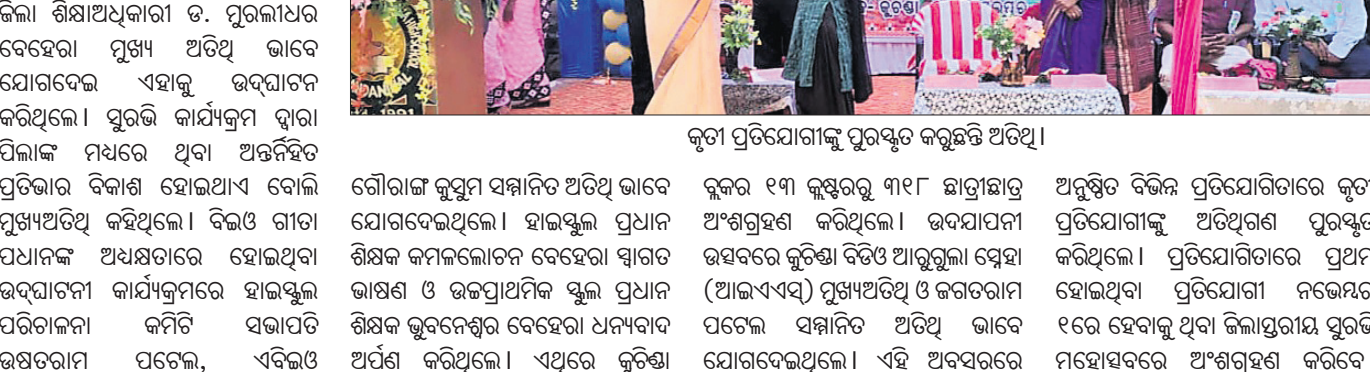 ଜିଲା ଶିକ୍ଷାଅଧିକାରୀ ଡ. ମୁରଲୀଧର
ବେହେରା ମୁଖ୍ୟ ଅତିଥି ଭାବେ
ଯୋଗଦେଇ ଏହାକୁ ଉଦ୍‌ଘାଟନ
କରିଥିଲେ। ସୁରଭି କାର୍ଯ୍ୟକ୍ରମ ଦ୍ୱାରା
ପିଲାଙ୍କ ମଧ୍ୟରେ ଥିବା ଅନ୍ତର୍ନିହିତ
ପ୍ରତିଭାର ବିକାଶ ହୋଇଥାଏ ବୋଲି
ମୁଖ୍ୟଅତିଥି କହିଥିଲେ। ବିଇଓ ଗୀତା
ପଧାନଙ୍କ ଅଧ୍ୟକ୍ଷତାରେ ହୋଇଥିବା
ଉଦ୍‌ଘାଟନୀ କାର୍ଯ୍ୟକ୍ରମରେ ହାଇସ୍କୁଲ
ପରିଚାଳନା କମିଟି ସଭାପତି
ଉଷତରାମ ପଟେଲ, ଏବିଇଓ
କୃତୀ ପ୍ରତିଯୋଗୀଙ୍କୁ ପୁରସ୍କୃତ କରୁଛନ୍ତି ଅତିଥି।
ଗୌରାଙ୍ଗ କୁସୁମ ସମ୍ମାନିତ ଅତିଥି ଭାବେ
ଯୋଗଦେଇଥିଲେ। ହାଇସ୍କୁଲ ପ୍ରଧାନ
ଶିକ୍ଷକ କମଳଲୋଚନ ବେହେରା ସ୍ୱାଗତ
ଭାଷଣ ଓ ଉଚ୍ଚପ୍ରାଥମିକ ସ୍କୁଲ ପ୍ରଧାନ
ଶିକ୍ଷକ ଭୁବନେଶ୍ୱର ବେହେରା ଧନ୍ୟବାଦ
ଅର୍ପଣ କରିଥିଲେ। ଏଥିରେ କୁଚିଣ୍ଡା
ବ୍ଲକର ୧୩ କ୍ଲଷ୍ଟରରୁ ୩୧୮ ଛାତ୍ରୀଛାତ୍ର
ଅଂଶଗ୍ରହଣ କରିଥିଲେ। ଉଦଯାପନୀ
ଉତ୍ସବରେ କୁଚିଣ୍ଡା ବିଡିଓ ଆରୁଗୁଲା ସ୍ନେହା
(ଆଇଏଏସ୍) ମୁଖ୍ୟଅତିଥି ଓ ଜଗତରାମ
ପଟେଲ ସମ୍ମାନିତ ଅତିଥି ଭାବେ
ଯୋଗଦେଇଥିଲେ। ଏହି ଅବସରରେ
ଅନୁଷ୍ଠିତ ବିଭିନ୍ନ ପ୍ରତିଯୋଗିତାରେ କୃତୀ
ପ୍ରତିଯୋଗୀଙ୍କୁ ଅତିଥିଗଣ ପୁରସ୍କୃତ
କରିଥିଲେ। ପ୍ରତିଯୋଗିତାରେ ପ୍ରଥମ
ହୋଇଥିବା ପ୍ରତିଯୋଗୀ ନଭେମ୍ବର
୧ରେ ହେବାକୁ ଥିବା ଜିଲାସ୍ତରୀୟ ସୁରଭି
ମହୋତ୍ସବରେ ଅଂଶଗ୍ରହଣ କରିବେ